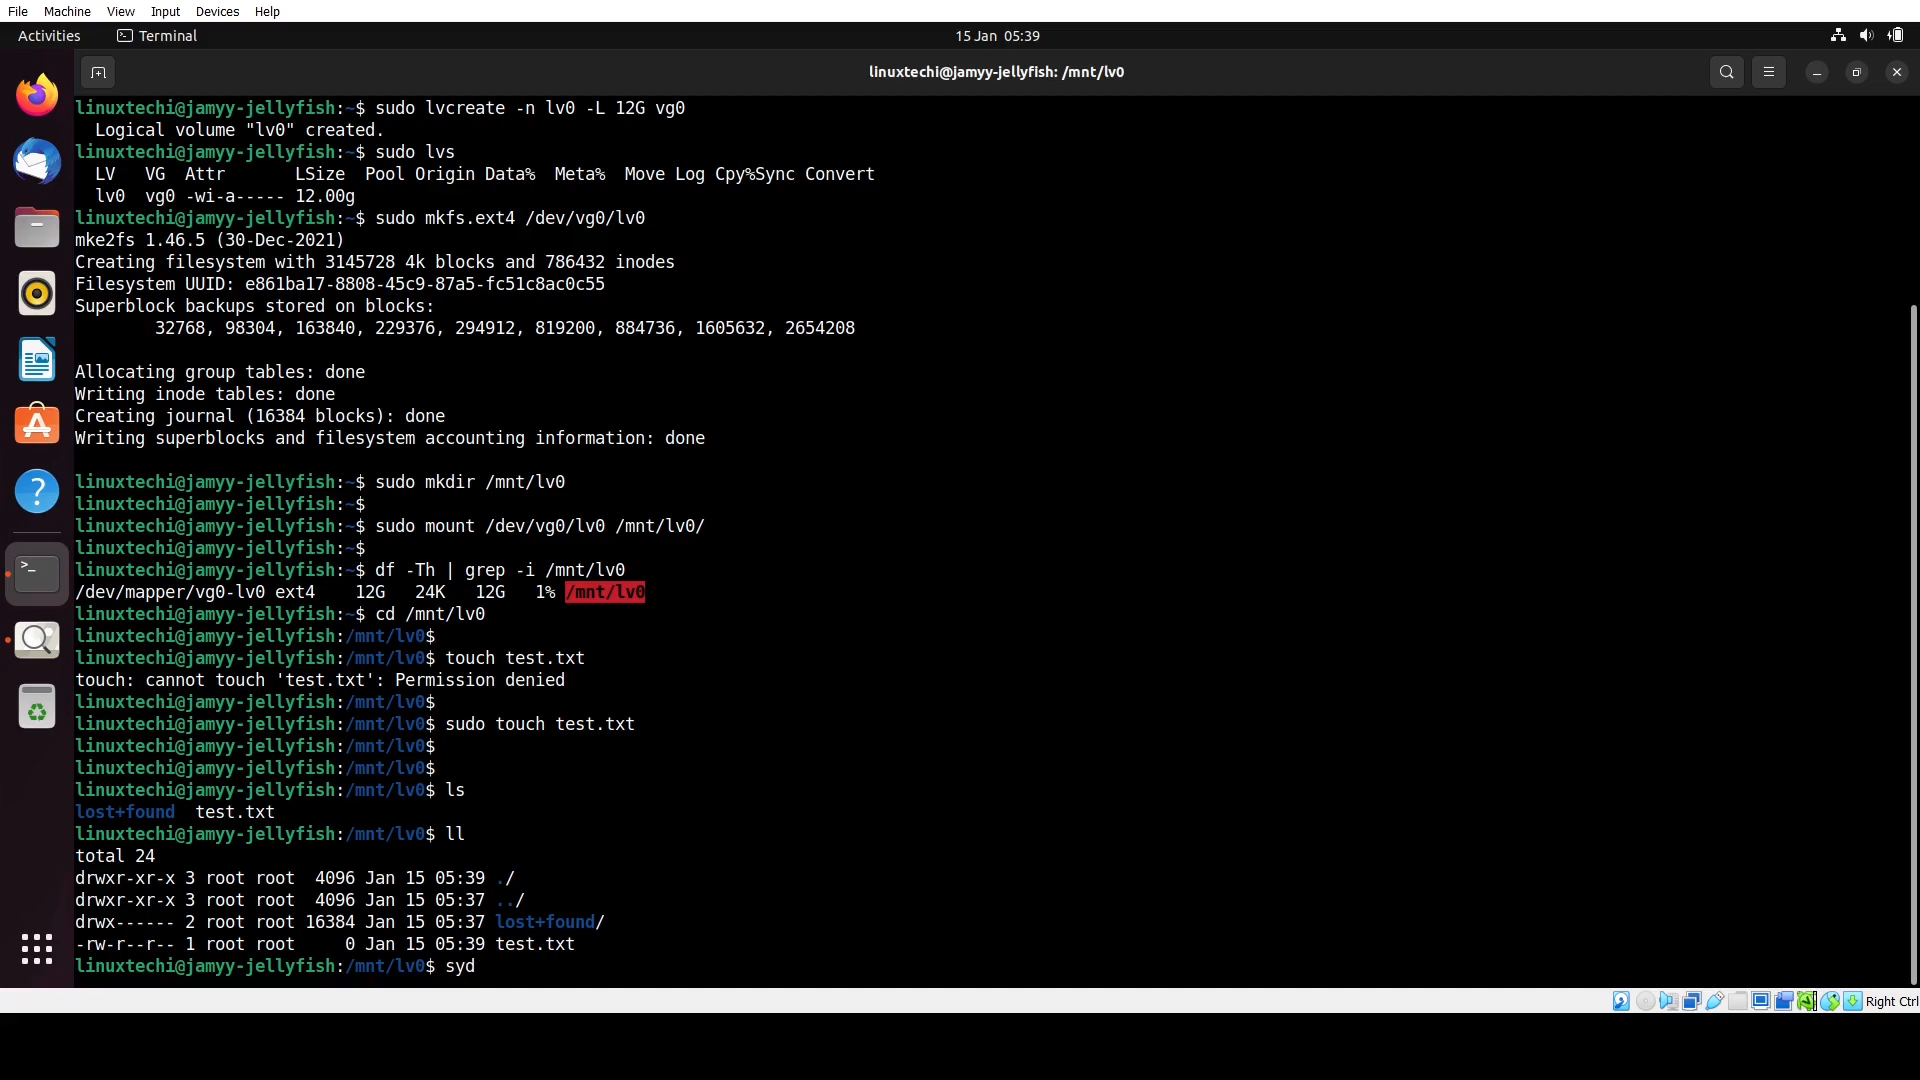 File Machine View Input Devices Help
Activities Terminal 15 Jan 05:39
linuxtechi@jamyy-jellyfish: /mnt/lv0
linuxtechi@jamyy-jellyfish:~$ sudo lvcreate -n lv0 -L 12G vg0
  Logical volume "lv0" created.
linuxtechi@jamyy-jellyfish:~$ sudo lvs
  LV   VG  Attr       LSize  Pool Origin Data%  Meta%  Move Log Cpy%Sync Convert
  lv0  vg0 -wi-a----- 12.00g
linuxtechi@jamyy-jellyfish:~$ sudo mkfs.ext4 /dev/vg0/lv0
mke2fs 1.46.5 (30-Dec-2021)
Creating filesystem with 3145728 4k blocks and 786432 inodes
Filesystem UUID: e861ba17-8808-45c9-87a5-fc51c8ac0c55
Superblock backups stored on blocks:
        32768, 98304, 163840, 229376, 294912, 819200, 884736, 1605632, 2654208
Allocating group tables: done
Writing inode tables: done
Creating journal (16384 blocks): done
Writing superblocks and filesystem accounting information: done
linuxtechi@jamyy-jellyfish:~$ sudo mkdir /mnt/lv0
linuxtechi@jamyy-jellyfish:~$
linuxtechi@jamyy-jellyfish:~$ sudo mount /dev/vg0/lv0 /mnt/lv0/
linuxtechi@jamyy-jellyfish:~$
linuxtechi@jamyy-jellyfish:~$ df -Th | grep -i /mnt/lv0
/dev/mapper/vg0-lv0 ext4    12G   24K   12G   1% /mnt/lv0
linuxtechi@jamyy-jellyfish:~$ cd /mnt/lv0
linuxtechi@jamyy-jellyfish:/mnt/lv0$
linuxtechi@jamyy-jellyfish:/mnt/lv0$ touch test.txt
touch: cannot touch 'test.txt': Permission denied
linuxtechi@jamyy-jellyfish:/mnt/lv0$
linuxtechi@jamyy-jellyfish:/mnt/lv0$ sudo touch test.txt
linuxtechi@jamyy-jellyfish:/mnt/lv0$
linuxtechi@jamyy-jellyfish:/mnt/lv0$
linuxtechi@jamyy-jellyfish:/mnt/lv0$ ls
lost+found  test.txt
linuxtechi@jamyy-jellyfish:/mnt/lv0$ ll
total 24
drwxr-xr-x 3 root root  4096 Jan 15 05:39 ./
drwxr-xr-x 3 root root  4096 Jan 15 05:37 ../
drwx------ 2 root root 16384 Jan 15 05:37 lost+found/
-rw-r--r-- 1 root root     0 Jan 15 05:39 test.txt
linuxtechi@jamyy-jellyfish:/mnt/lv0$ syd
Right Ctrl